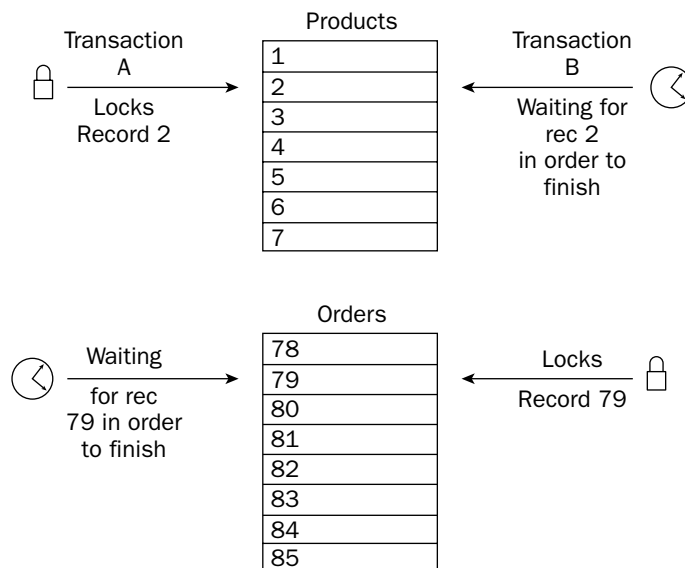 Products
Transaction
A
Locks
Record 2
1
2
3
4
5
6
7
Transaction
B
Waiting for
rec 2
in order to
finish
Orders
Waiting
for rec
79 in order
to finish
78
79
80
81
82
83
84
85
Locks
Record 79